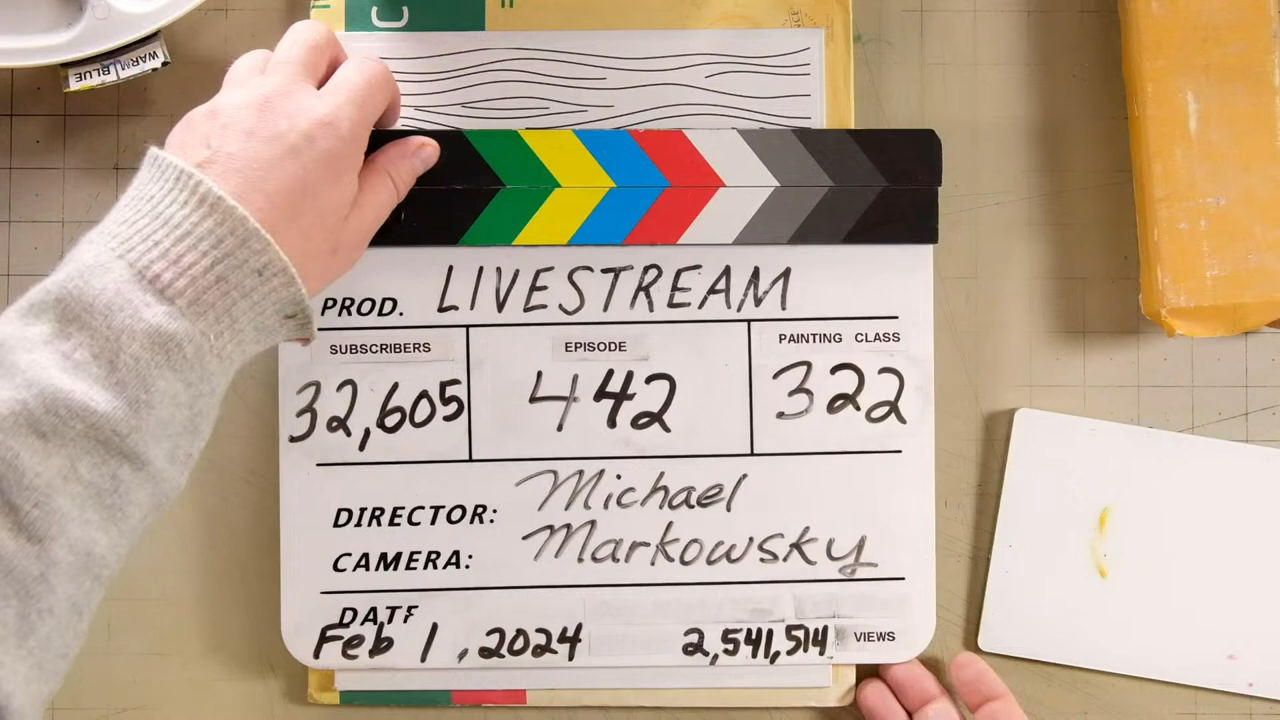 C
WARM BLUE
PROD. LIVESTREAM
SUBSCRIBERS EPISODE PAINTING CLASS
32,605 442 322
DIRECTOR: Michael
CAMERA: Markowsky
DATE
Feb 1, 2024 2,541,514 VIEWS